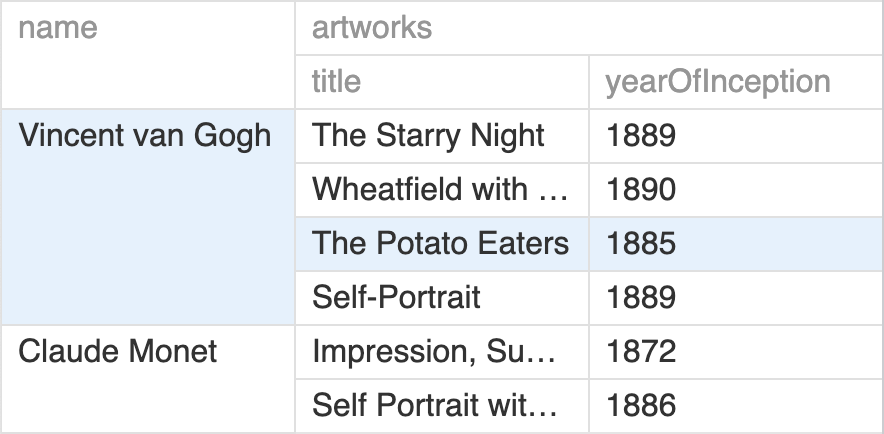 name artworks
title yearOfInception
Vincent van Gogh The Starry Night 1889
Wheatfield with … 1890
The Potato Eaters 1885
Self-Portrait 1889
Claude Monet Impression, Su… 1872
Self Portrait wit… 1886